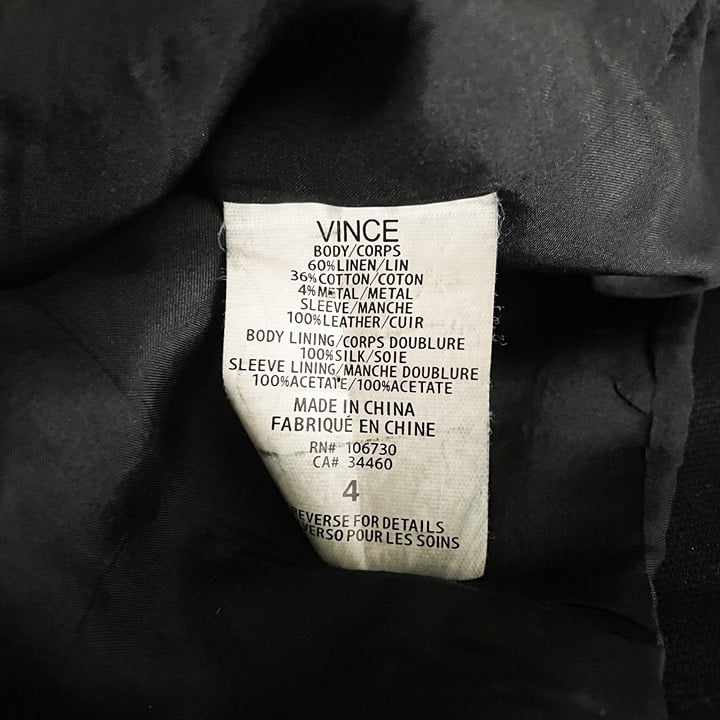 VINCE
BODY/CORPS
60%LINEN/LIN
36%COTTON/COTON
4%METAL/METAL
SLEEVE/MANCHE
100%LEATHER/CUIR
BODY LINING/CORPS DOUBLURE
100%SILK/SOIE
SLEEVE LINING/MANCHE DOUBLURE
100%ACETATE/100%ACETATE
MADE IN CHINA
FABRIQUÉ EN CHINE
RN# 106730
CA# 34460
4
REVERSE FOR DETAILS
VERSO POUR LES SOINS